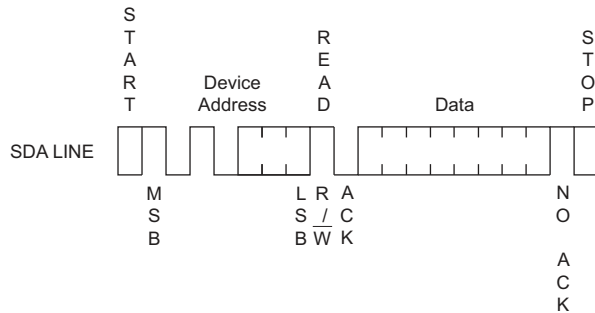 START
READ
STOP
Device
Address
Data
SDA LINE
MSB
LSB
R/W̅
ACK
NO ACK